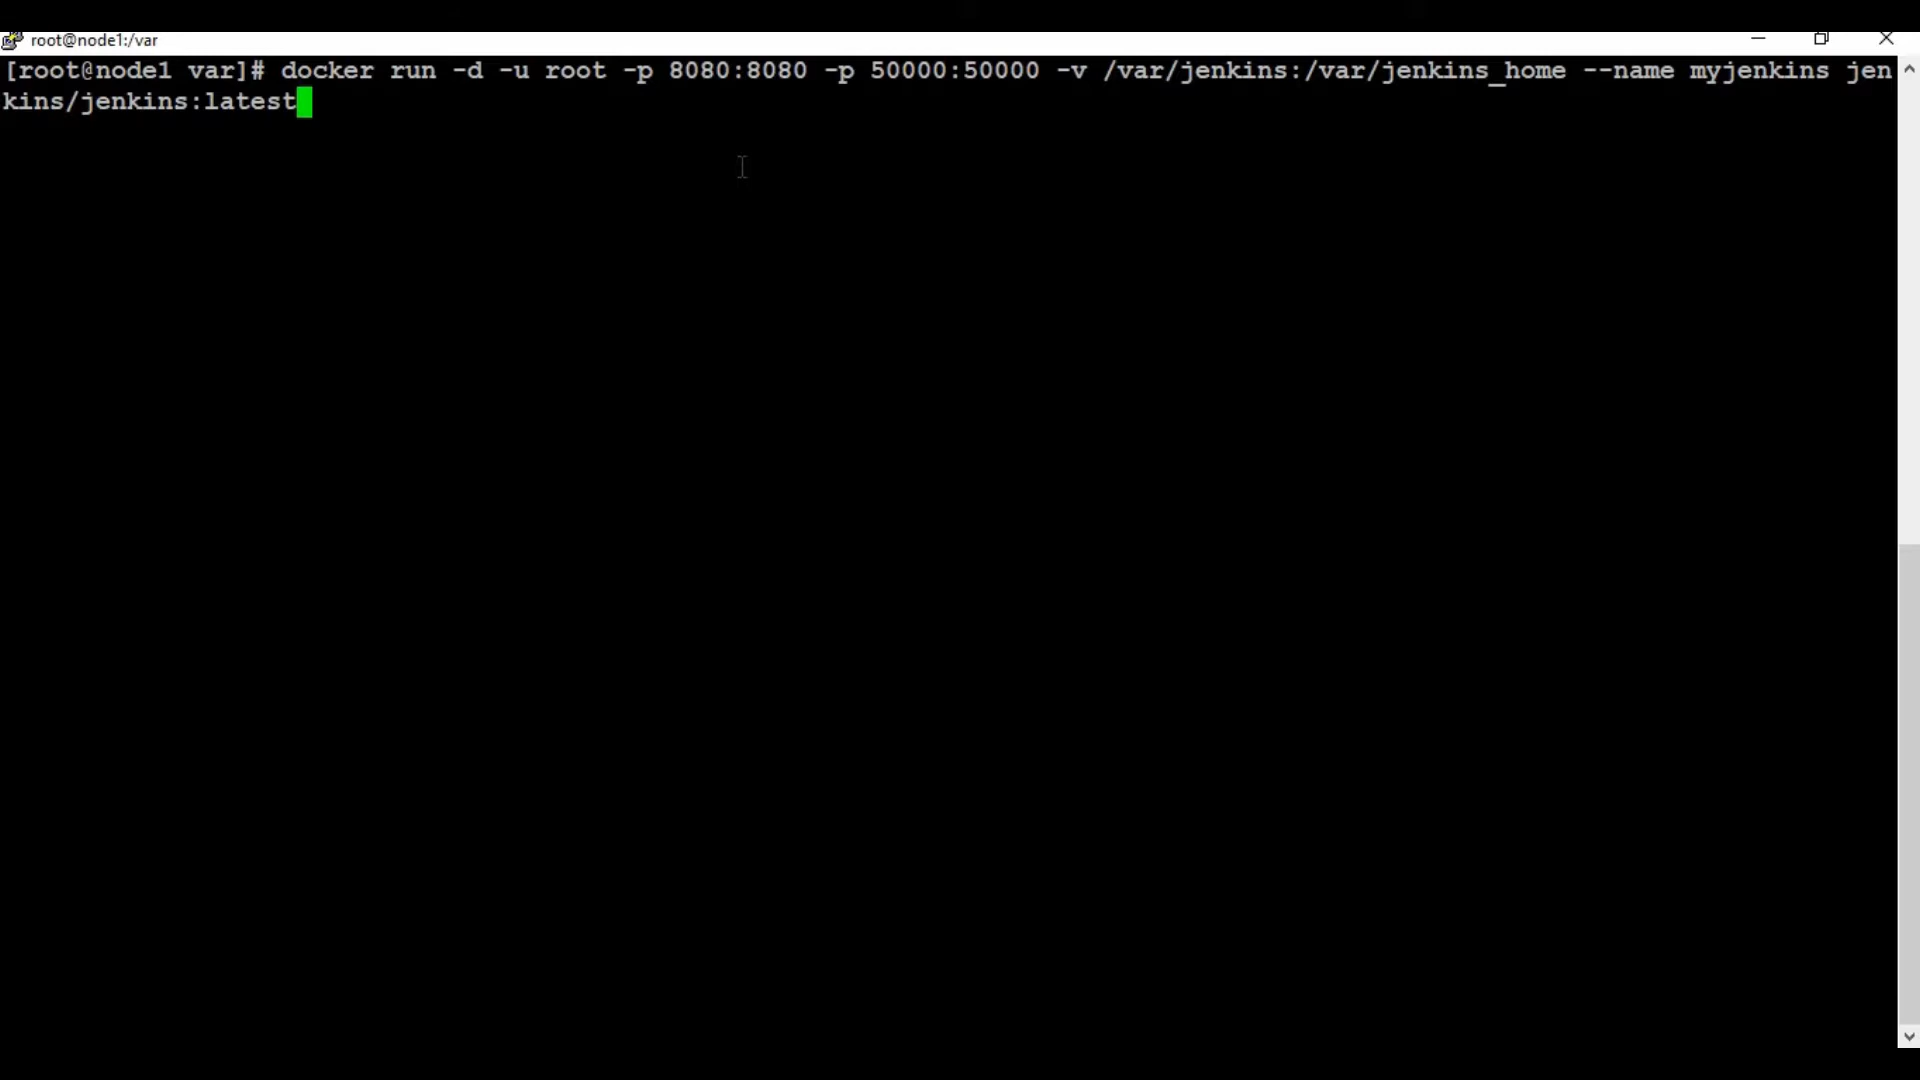 root@node1:/var
[root@node1 var]# docker run -d -u root -p 8080:8080 -p 50000:50000 -v /var/jenkins:/var/jenkins_home --name myjenkins jen
kins/jenkins:latest